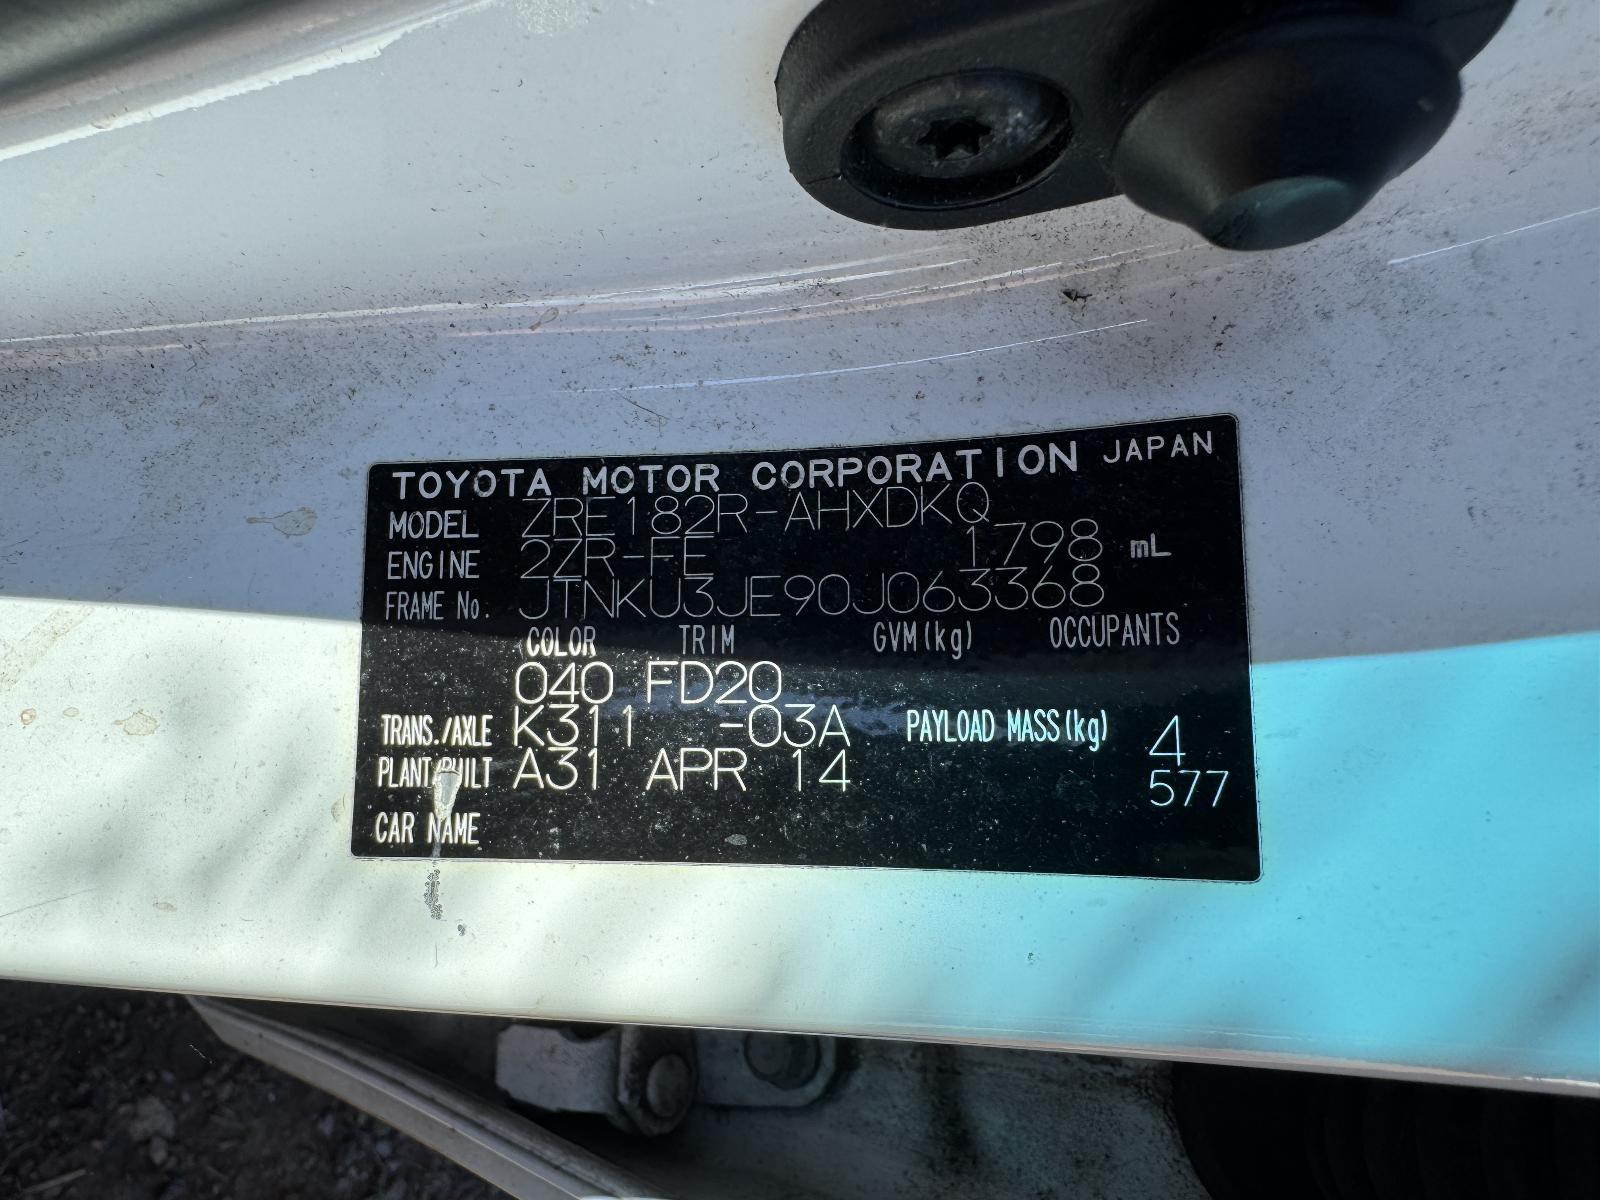 TOYOTA MOTOR CORPORATION JAPAN
MODEL ZRE182R-AHXDKQ
ENGINE 2ZR-FE 1798 mL
FRAME No. JTNKU3JE90J063368
COLOR TRIM GVM(kg) OCCUPANTS
040 FD20
TRANS./AXLE K311 -03A PAYLOAD MASS(kg) 4
PLANT/BUILT A31 APR 14 577
CAR NAME